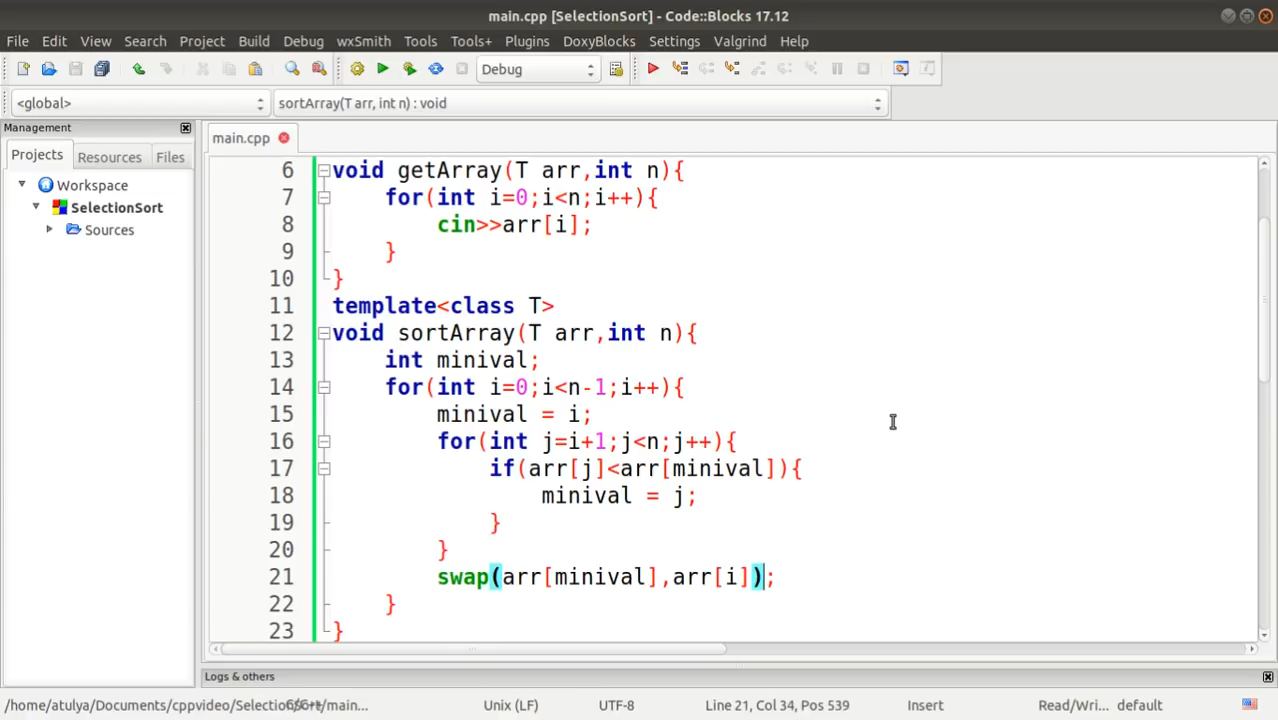 main.cpp [SelectionSort] - Code::Blocks 17.12
File Edit View Search Project Build Debug wxSmith Tools Tools+ Plugins DoxyBlocks Settings Valgrind Help
Debug
<global> sortArray(T arr, int n) : void
Management
main.cpp
Projects Resources Files
Workspace
SelectionSort
Sources
6 void getArray(T arr,int n){
7 for(int i=0;i<n;i++){
8 cin>>arr[i];
9 }
10 }
11 template<class T>
12 void sortArray(T arr,int n){
13 int minival;
14 for(int i=0;i<n-1;i++){
15 minival = i;
16 for(int j=i+1;j<n;j++){
17 if(arr[j]<arr[minival]){
18 minival = j;
19 }
20 }
21 swap(arr[minival],arr[i]);
22 }
23 }
Logs & others
/home/atulya/Documents/cppvideo/Selection Unix (LF) UTF-8 Line 21, Col 34, Pos 539 Insert Read/Wri... default